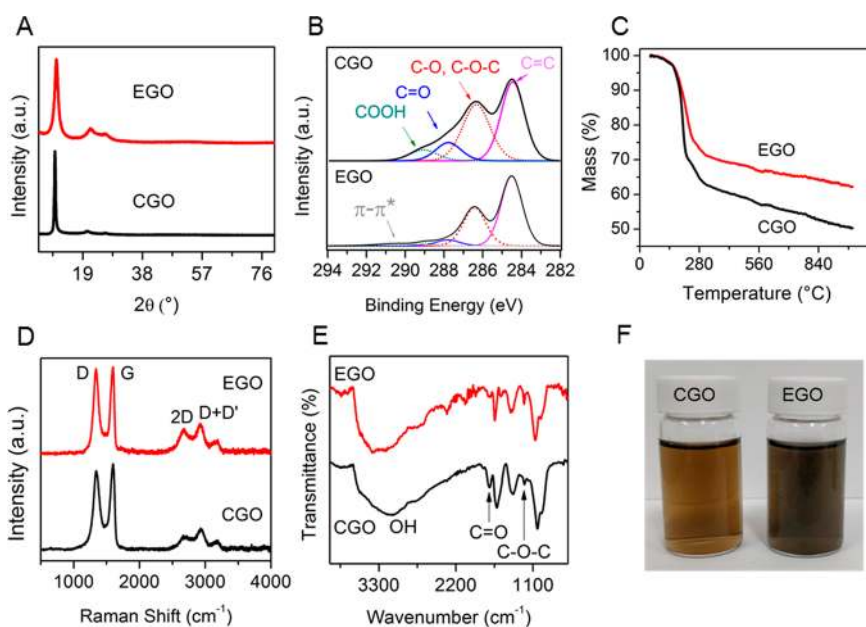 A
Intensity (a.u.)
EGO
CGO
19 38 57 76
2θ (°)
B
Intensity (a.u.)
CGO
C-O, C-O-C
C=C
C=O
COOH
EGO
π-π*
294 292 290 288 286 284 282
Binding Energy (eV)
C
Mass (%)
100
90
80
70
60
50
EGO
CGO
0 280 560 840
Temperature (°C)
D
Intensity (a.u.)
D G
EGO
2D D+D'
CGO
1000 2000 3000 4000
Raman Shift (cm⁻¹)
E
Transmittance (%)
EGO
CGO OH
C=O
C-O-C
3300 2200 1100
Wavenumber (cm⁻¹)
F
CGO EGO